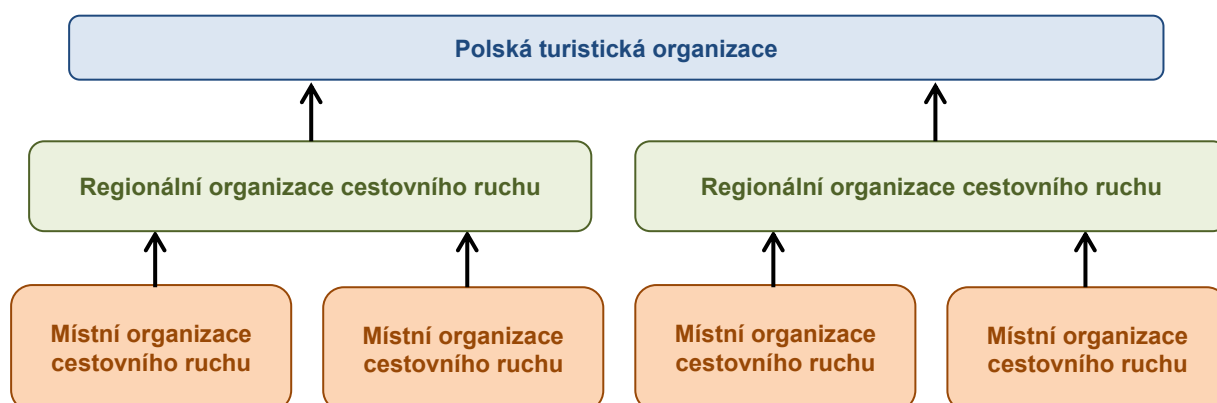 Polská turistická organizace
Regionální organizace cestovního ruchu
Regionální organizace cestovního ruchu
Místní organizace
cestovního ruchu
Místní organizace
cestovního ruchu
Místní organizace
cestovního ruchu
Místní organizace
cestovního ruchu